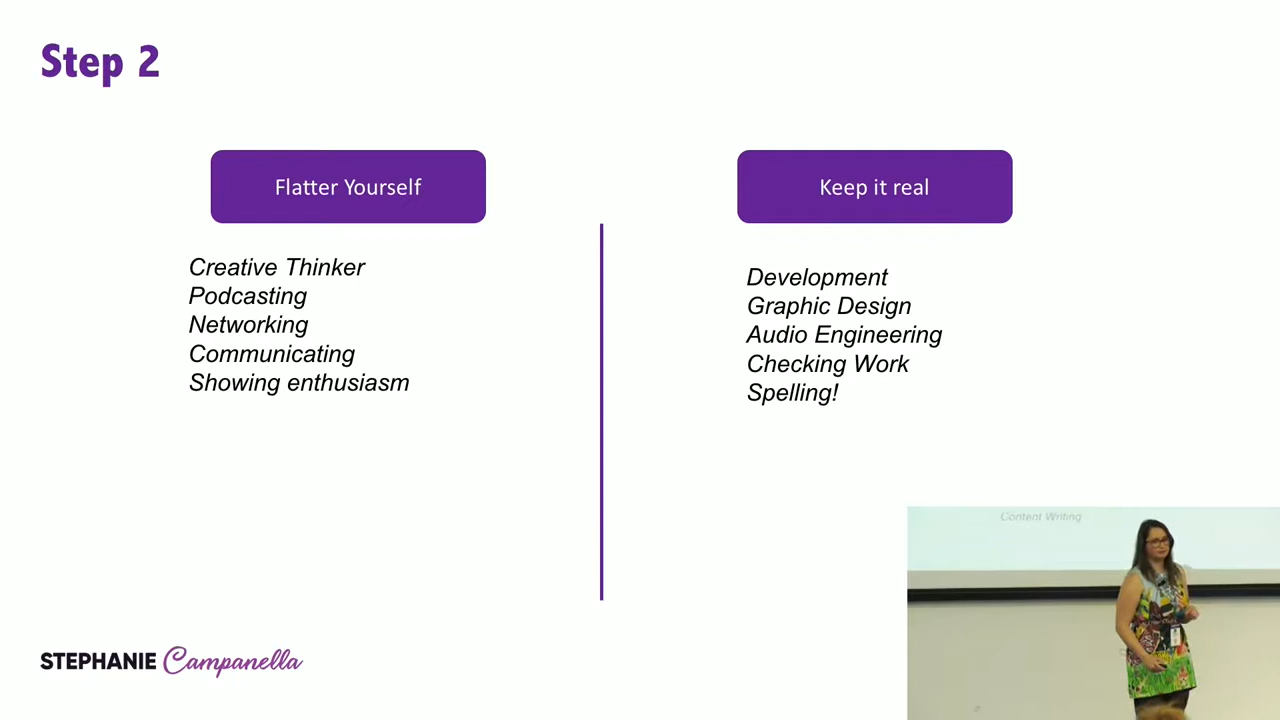 Step 2
Flatter Yourself
Creative Thinker
Podcasting
Networking
Communicating
Showing enthusiasm
Keep it real
Development
Graphic Design
Audio Engineering
Checking Work
Spelling!
Content Writing
STEPHANIE Campanella